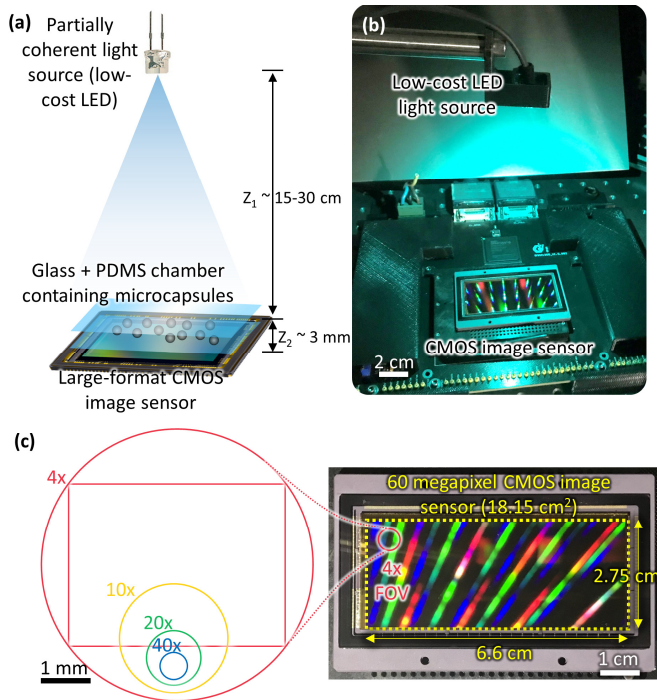 (a)
Partially
coherent light
source (low-
cost LED)
Z₁ ~ 15-30 cm
Glass + PDMS chamber
containing microcapsules
Z₂ ~ 3 mm
Large-format CMOS
image sensor
(b)
Low-cost LED
light source
CMOS image sensor
2 cm
(c)
4x
10x
20x
40x
1 mm
60 megapixel CMOS image
sensor (18.15 cm²)
4x
FOV
2.75 cm
6.6 cm
1 cm